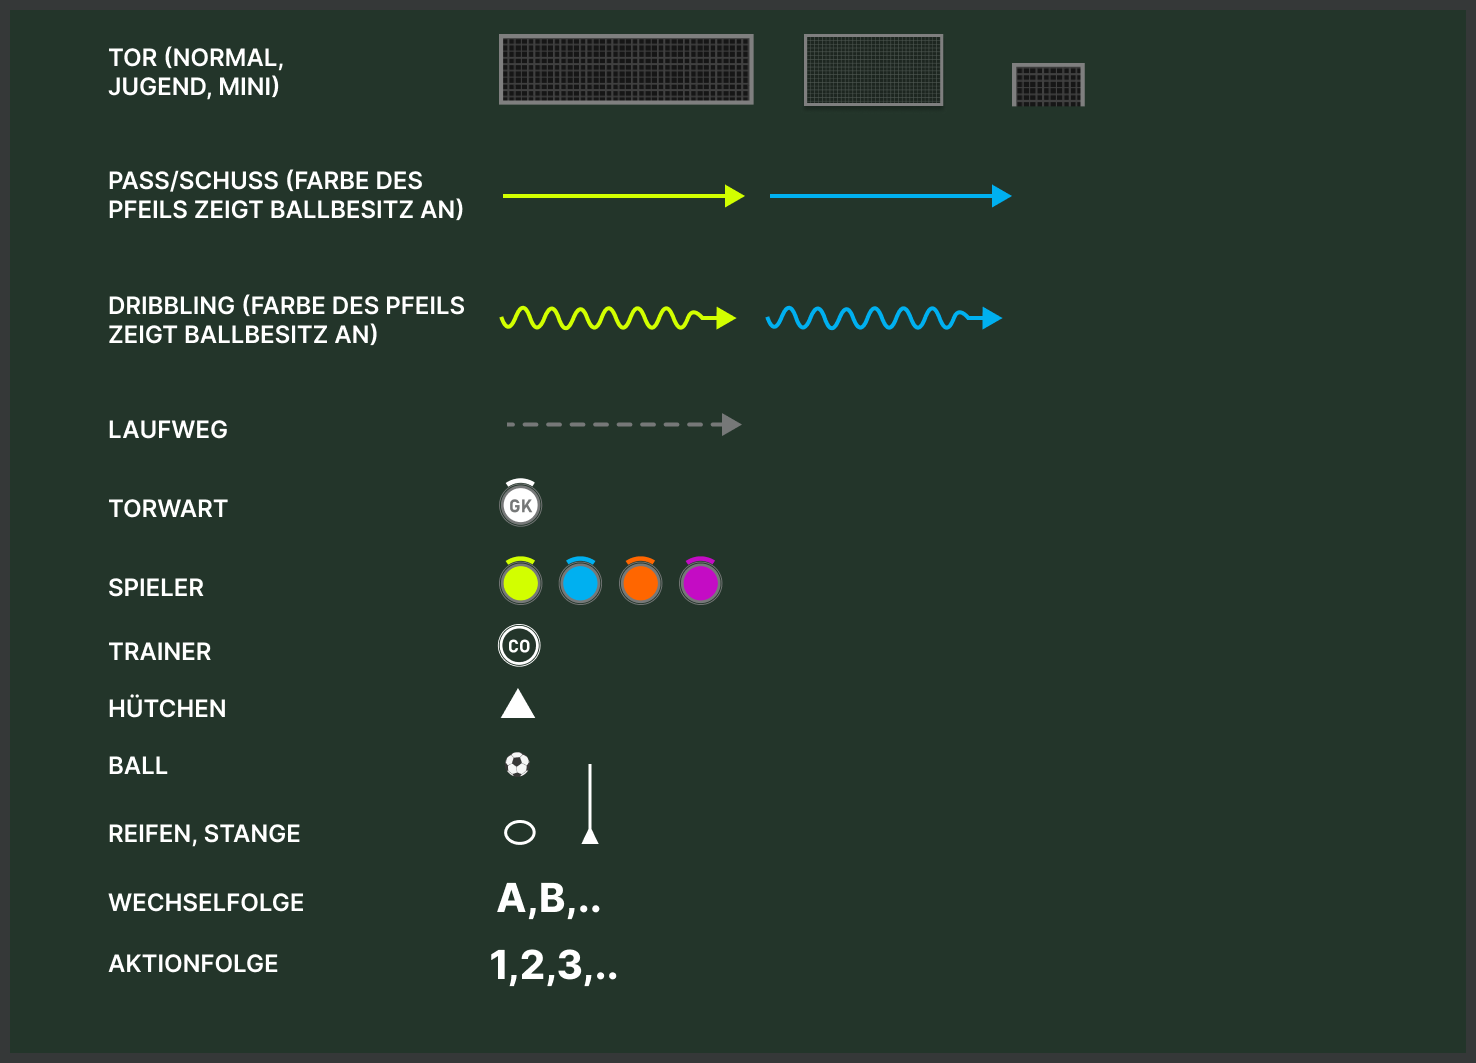 TOR (NORMAL,
JUGEND, MINI)
PASS/SCHUSS (FARBE DES
PFEILS ZEIGT BALLBESITZ AN)
DRIBBLING (FARBE DES PFEILS
ZEIGT BALLBESITZ AN)
LAUFWEG
TORWART
GK
SPIELER
TRAINER
CO
HÜTCHEN
BALL
REIFEN, STANGE
WECHSELFOLGE
A,B,..
AKTIONFOLGE
1,2,3,..